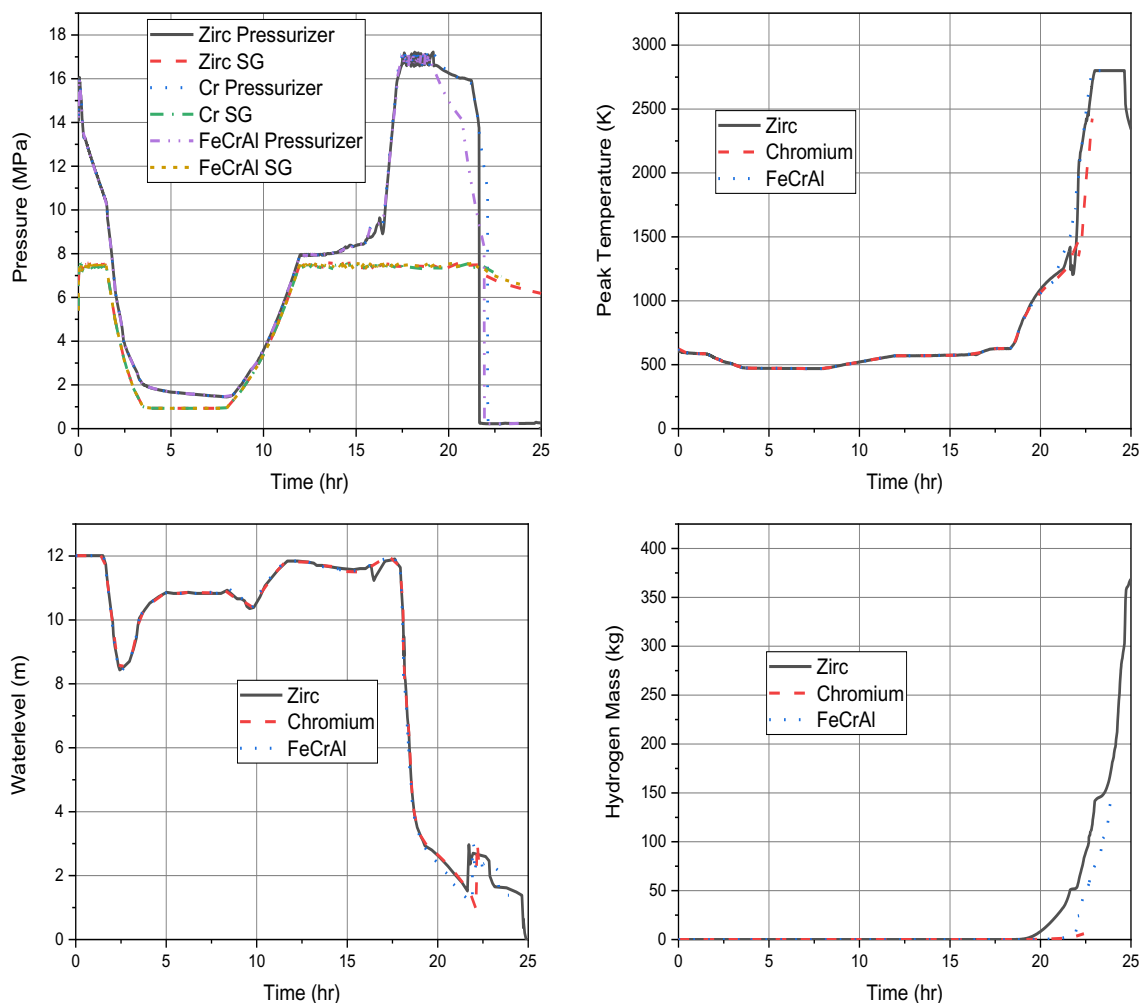 18
16
14
12
10
8
6
4
2
0
Pressure (MPa)
Zirc Pressurizer
Zirc SG
Cr Pressurizer
Cr SG
FeCrAl Pressurizer
FeCrAl SG
0 5 10 15 20 25
Time (hr)
3000
2500
2000
1500
1000
500
0
Peak Temperature (K)
Zirc
Chromium
FeCrAl
0 5 10 15 20 25
Time (hr)
12
10
8
6
4
2
0
Waterlevel (m)
Zirc
Chromium
FeCrAl
0 5 10 15 20 25
Time (hr)
400
350
300
250
200
150
100
50
0
Hydrogen Mass (kg)
Zirc
Chromium
FeCrAl
0 5 10 15 20 25
Time (hr)